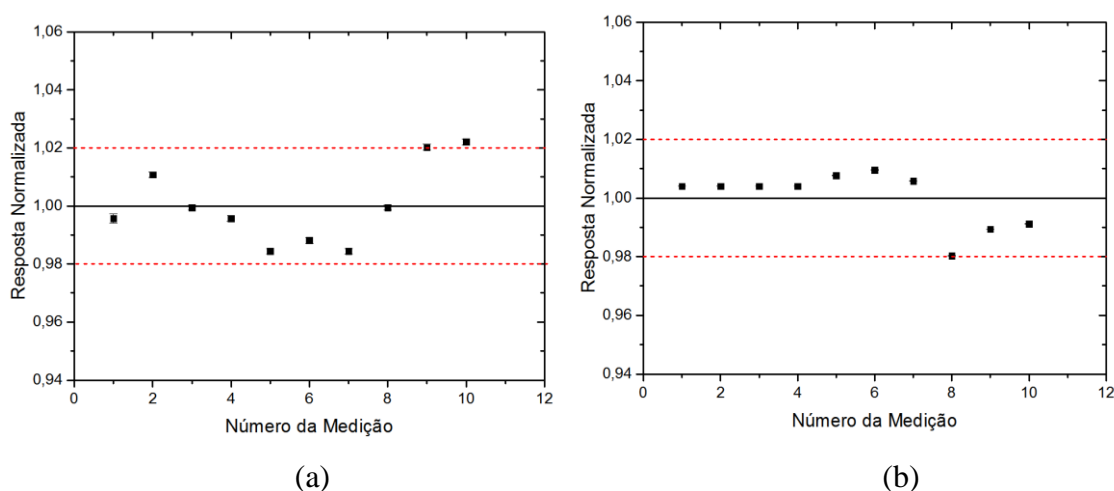 1,06
1,04
1,02
1,00
0,98
0,96
0,94
0 2 4 6 8 10 12
Resposta Normalizada
Número da Medição
(a)
1,06
1,04
1,02
1,00
0,98
0,96
0,94
0 2 4 6 8 10 12
Resposta Normalizada
Número da Medição
(b)